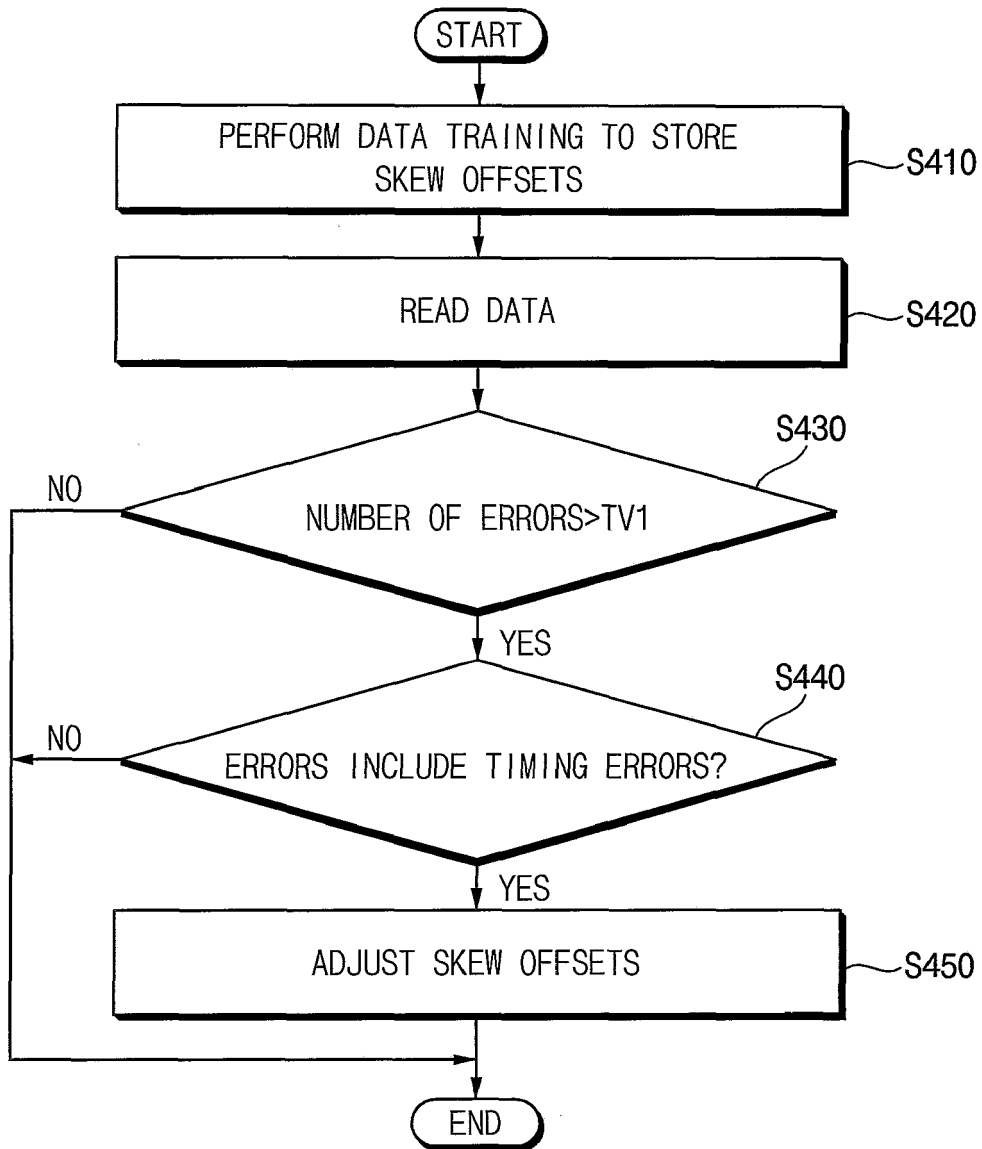 START
PERFORM DATA TRAINING TO STORE
SKEW OFFSETS
S410
READ DATA
S420
S430
NO
NUMBER OF ERRORS>TV1
YES
S440
NO
ERRORS INCLUDE TIMING ERRORS?
YES
ADJUST SKEW OFFSETS
S450
END